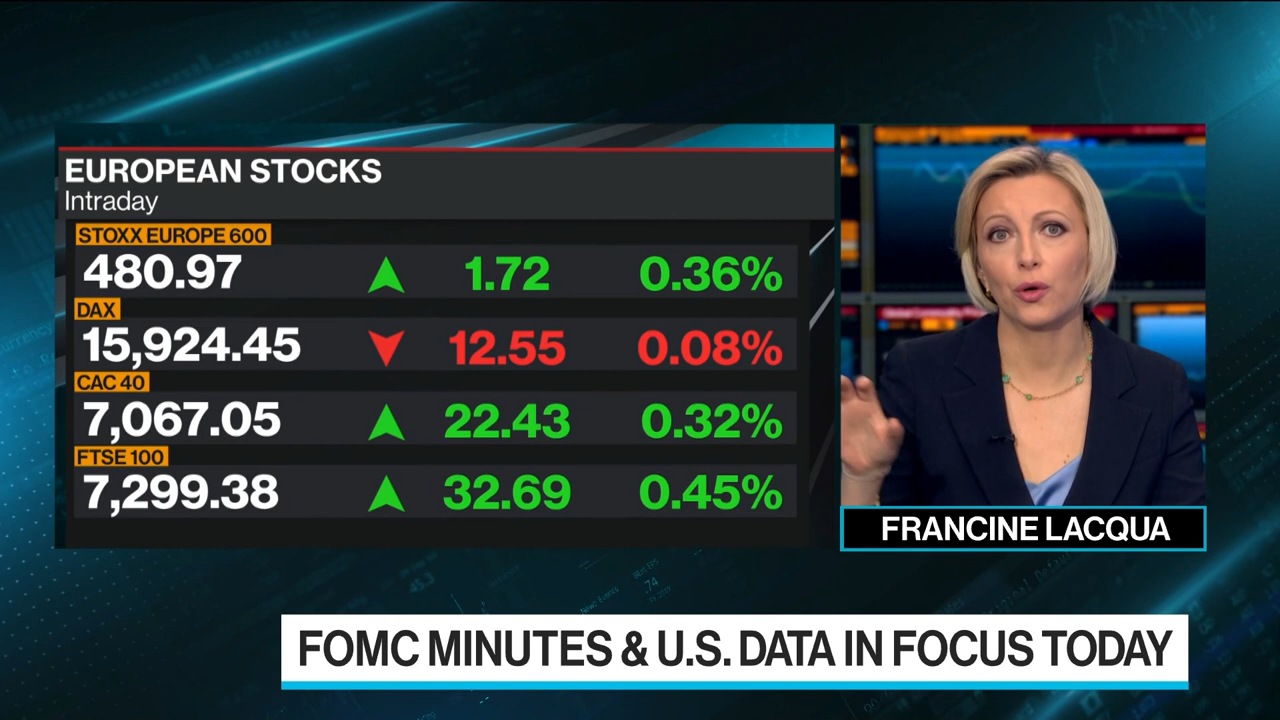 EUROPEAN STOCKS
Intraday
STOXX EUROPE 600
480.97 1.72 0.36%
DAX
15,924.45 12.55 0.08%
CAC 40
7,067.05 22.43 0.32%
FTSE 100
7,299.38 32.69 0.45%
FRANCINE LACQUA
FOMC MINUTES & U.S. DATA IN FOCUS TODAY